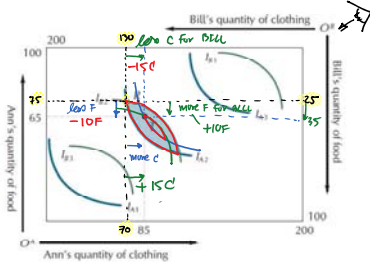 Bill's quantity of clothing
O^B
130
less C for BILL
200
100
-15C
I_B1
75
less F
more F for BILL
25
65
-10F
+10F
35
I_A3
Ann's quantity of food
Bill's quantity of food
more C
I_A2
I_B3
+15C
I_A1
100
70
85
200
O^A
Ann's quantity of clothing